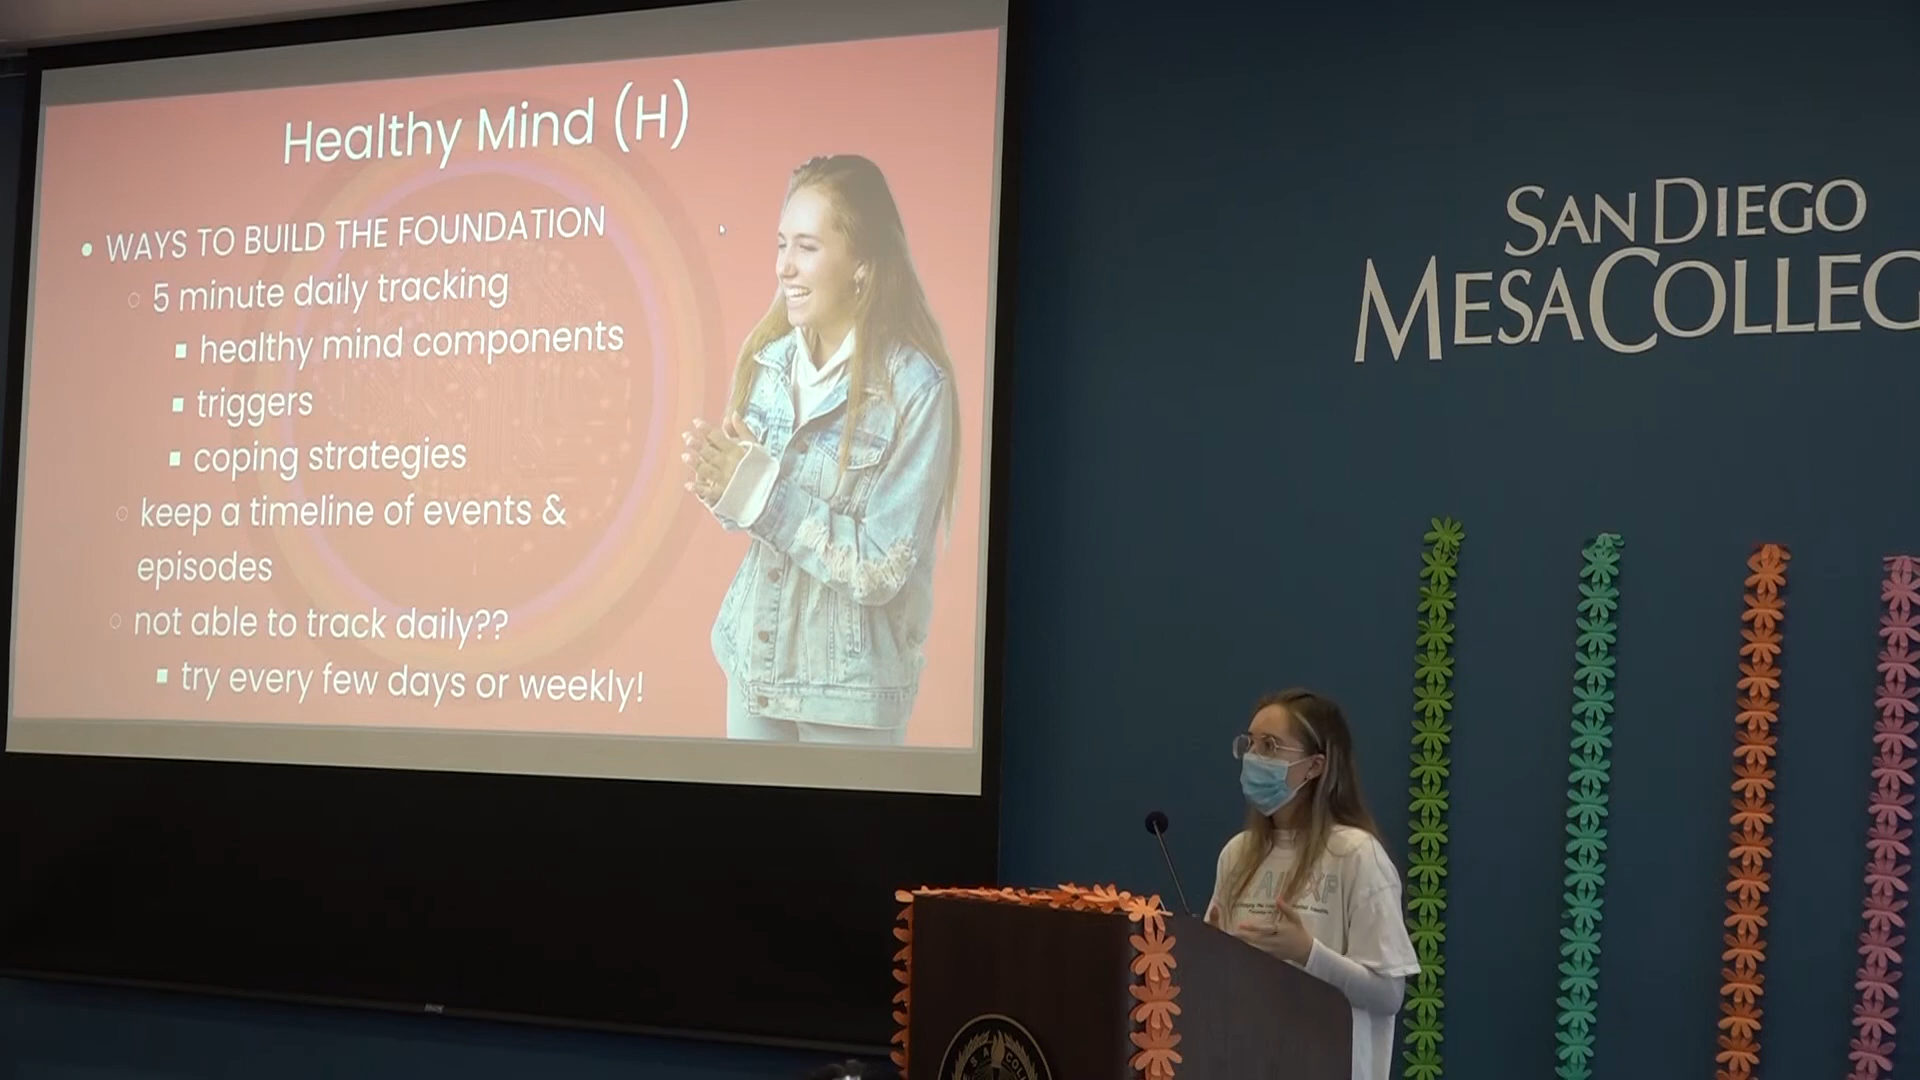 Healthy Mind (H)
• WAYS TO BUILD THE FOUNDATION
○ 5 minute daily tracking
▪ healthy mind components
▪ triggers
▪ coping strategies
○ keep a timeline of events &
episodes
○ not able to track daily??
▪ try every few days or weekly!
SAN DIEGO
MESA COLLEG